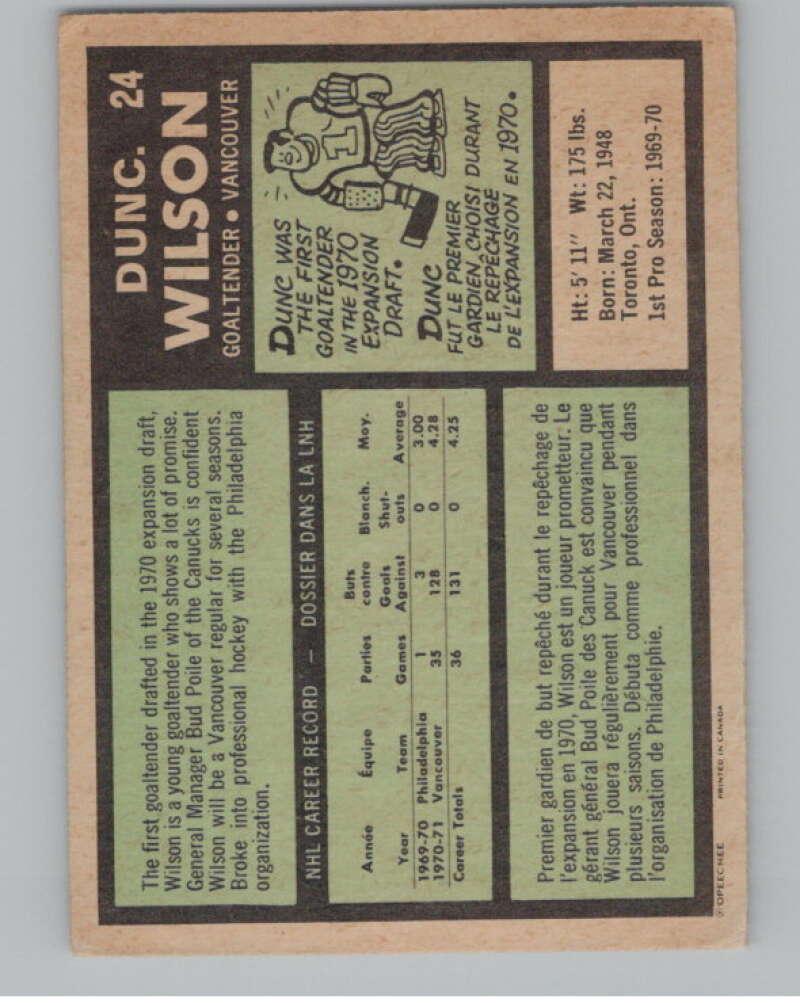 DUNC. 24
WILSON
GOALTENDER • VANCOUVER
The first goaltender drafted in the 1970 expansion draft,
Wilson is a young goaltender who shows a lot of promise.
General Manager Bud Poile of the Canucks is confident
Wilson will be a Vancouver regular for several seasons.
Broke into professional hockey with the Philadelphia
organization.
DUNC WAS
THE FIRST
GOALTENDER
IN THE 1970
EXPANSION
DRAFT.
DUNC
FUT LE PREMIER
GARDIEN, CHOISI DURANT
LE REPÊCHAGE
DE L'EXPANSION EN 1970.
1
NHL CAREER RECORD — DOSSIER DANS LA LNH
Année Équipe Parties Buts contre Blanch. Moy.
Year Team Games Goals Against Shut-outs Average
1969-70 Philadelphia 1 3 0 3.00
1970-71 Vancouver 35 128 0 4.28
Career Totals 36 131 0 4.25
Premier gardien de but repêché durant le repêchage de
l'expansion en 1970, Wilson est un joueur prometteur. Le
gérant général Bud Poile des Canuck est convaincu que
Wilson jouera régulièrement pour Vancouver pendant
plusieurs saisons. Débuta comme professionnel dans
l'organisation de Philadelphie.
Ht: 5' 11" Wt: 175 lbs.
Born: March 22, 1948
Toronto, Ont.
1st Pro Season: 1969-70
© OPEECHEE PRINTED IN CANADA